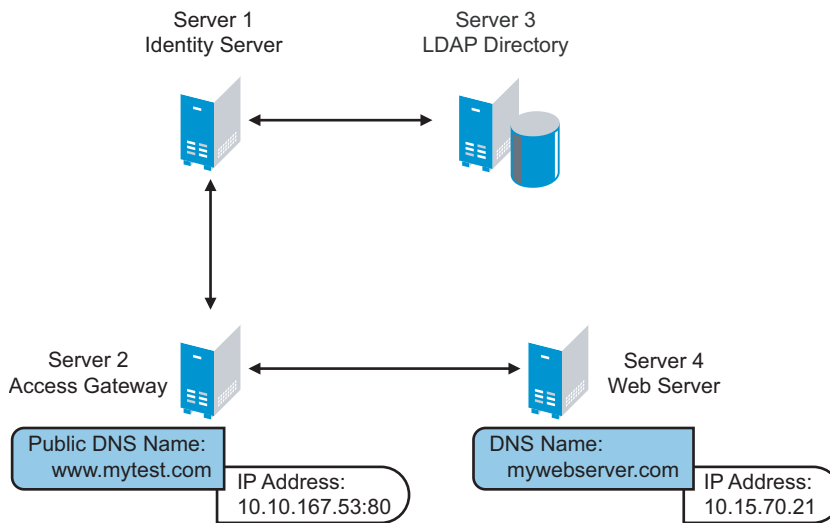 Server 1
Identity Server
Server 3
LDAP Directory
Server 2
Access Gateway
Server 4
Web Server
Public DNS Name:
www.mytest.com
IP Address:
10.10.167.53:80
DNS Name:
mywebserver.com
IP Address:
10.15.70.21